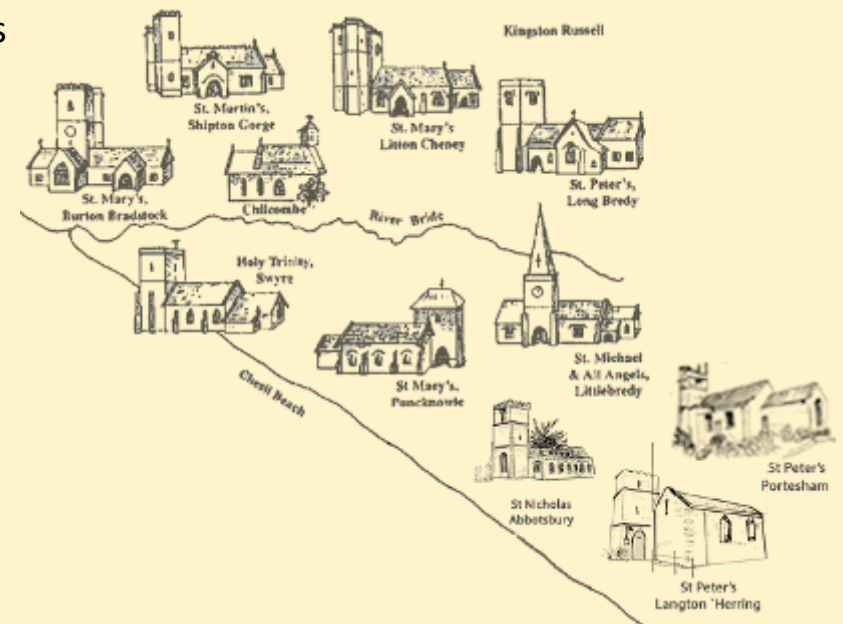 s
Kingston Russell
St. Martin's,
Shipton Gorge
St. Mary's
Litton Cheney
St. Peter's,
Long Bredy
St. Mary's,
Burton Bradstock
Chilcombe
River Bride
Holy Trinity,
Swyre
St. Michael
& All Angels,
Littlebredy
St Mary's,
Puncknowle
Chesil Beach
St Peter's
Portesham
St Nicholas
Abbotsbury
St Peter's
Langton `Herring